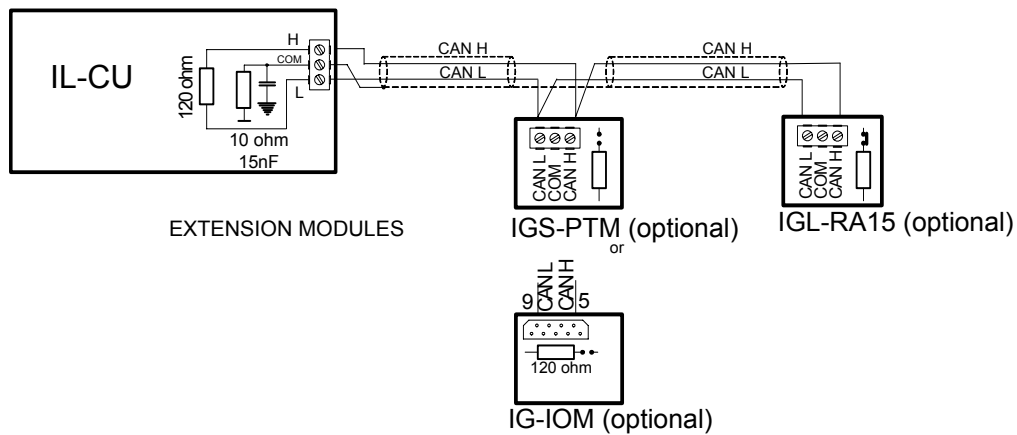 IL-CU
120 ohm
H
COM
L
10 ohm
15nF
CAN H
CAN L
CAN H
CAN L
EXTENSION MODULES
CAN L
COM
CAN H
IGS-PTM (optional)
or
CAN L
COM
CAN H
IGL-RA15 (optional)
9
CAN L
CAN H
5
120 ohm
IG-IOM (optional)